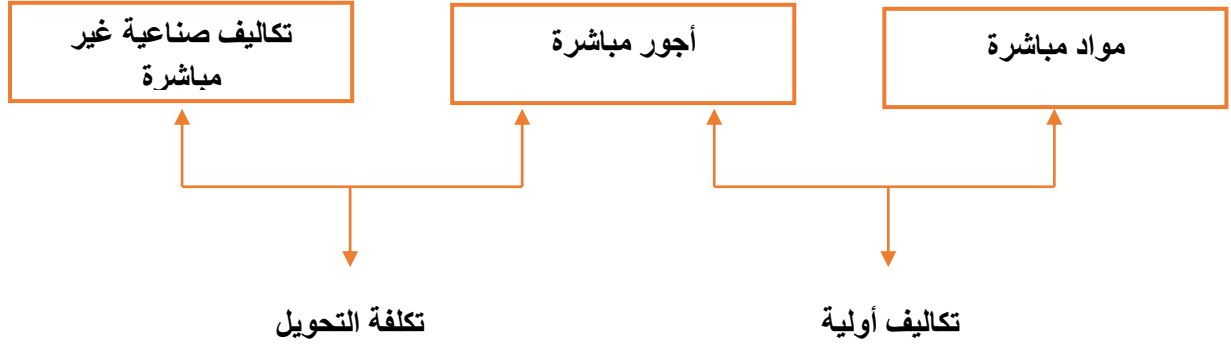 مواد مباشرة
أجور مباشرة
تكاليف صناعية غير
مباشرة
تكاليف أولية
تكلفة التحويل